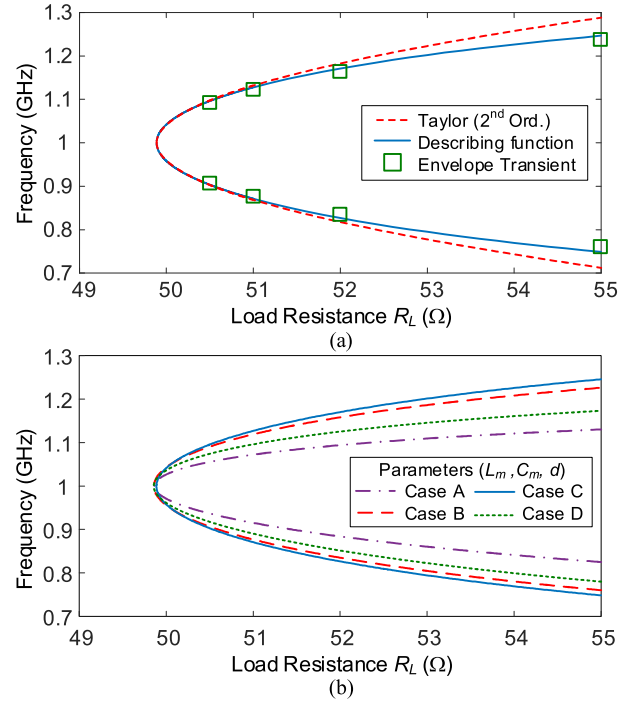 1.3
1.2
1.1
1
0.9
0.8
0.7
Frequency (GHz)
Taylor (2nd Ord.)
Describing function
Envelope Transient
49 50 51 52 53 54 55
Load Resistance RL (Ω)
(a)
1.3
1.2
1.1
1
0.9
0.8
0.7
Frequency (GHz)
Parameters (Lm ,Cm, d)
Case A Case C
Case B Case D
49 50 51 52 53 54 55
Load Resistance RL (Ω)
(b)